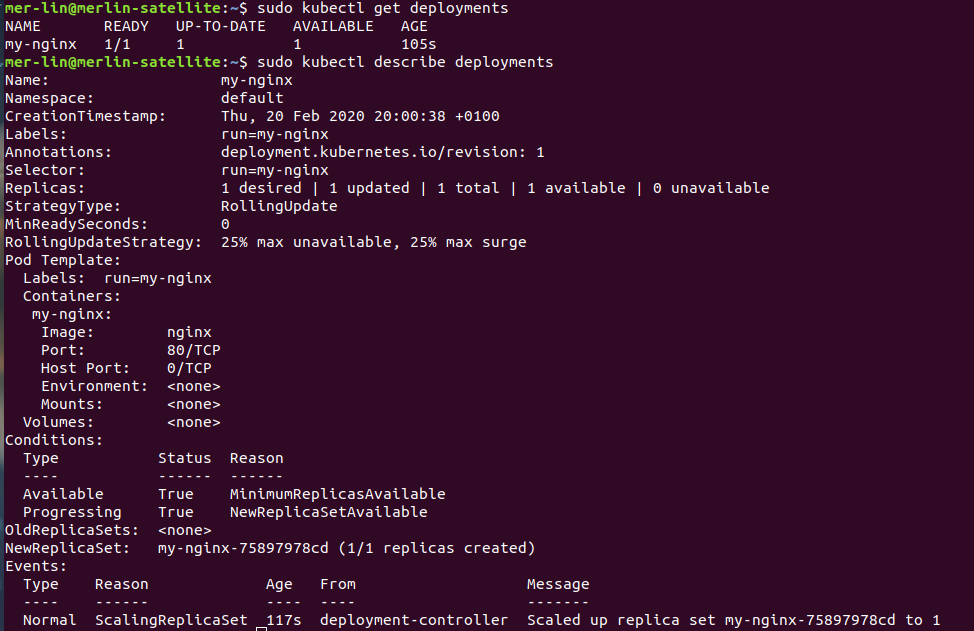 mer-lin@merlin-satellite:~$ sudo kubectl get deployments
NAME       READY   UP-TO-DATE   AVAILABLE   AGE
my-nginx   1/1     1            1           105s
mer-lin@merlin-satellite:~$ sudo kubectl describe deployments
Name:                   my-nginx
Namespace:              default
CreationTimestamp:      Thu, 20 Feb 2020 20:00:38 +0100
Labels:                 run=my-nginx
Annotations:            deployment.kubernetes.io/revision: 1
Selector:               run=my-nginx
Replicas:               1 desired | 1 updated | 1 total | 1 available | 0 unavailable
StrategyType:           RollingUpdate
MinReadySeconds:        0
RollingUpdateStrategy:  25% max unavailable, 25% max surge
Pod Template:
  Labels:  run=my-nginx
  Containers:
   my-nginx:
    Image:        nginx
    Port:         80/TCP
    Host Port:    0/TCP
    Environment:  <none>
    Mounts:       <none>
  Volumes:        <none>
Conditions:
  Type           Status  Reason
  ----           ------  ------
  Available      True    MinimumReplicasAvailable
  Progressing    True    NewReplicaSetAvailable
OldReplicaSets:  <none>
NewReplicaSet:   my-nginx-75897978cd (1/1 replicas created)
Events:
  Type    Reason             Age   From                   Message
  ----    ------             ----  ----                   -------
  Normal  ScalingReplicaSet  117s  deployment-controller  Scaled up replica set my-nginx-75897978cd to 1